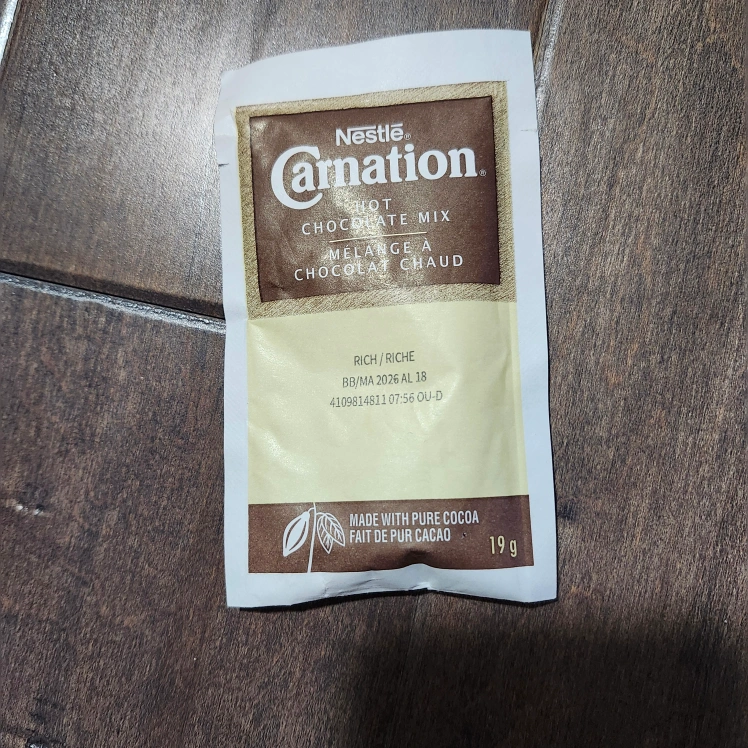 Nestlé®
Carnation®
HOT
CHOCOLATE MIX
MÉLANGE À
CHOCOLAT CHAUD
RICH / RICHE
BB/MA 2026 AL 18
4109814811 07:56 OU-D
MADE WITH PURE COCOA
FAIT DE PUR CACAO
19 g